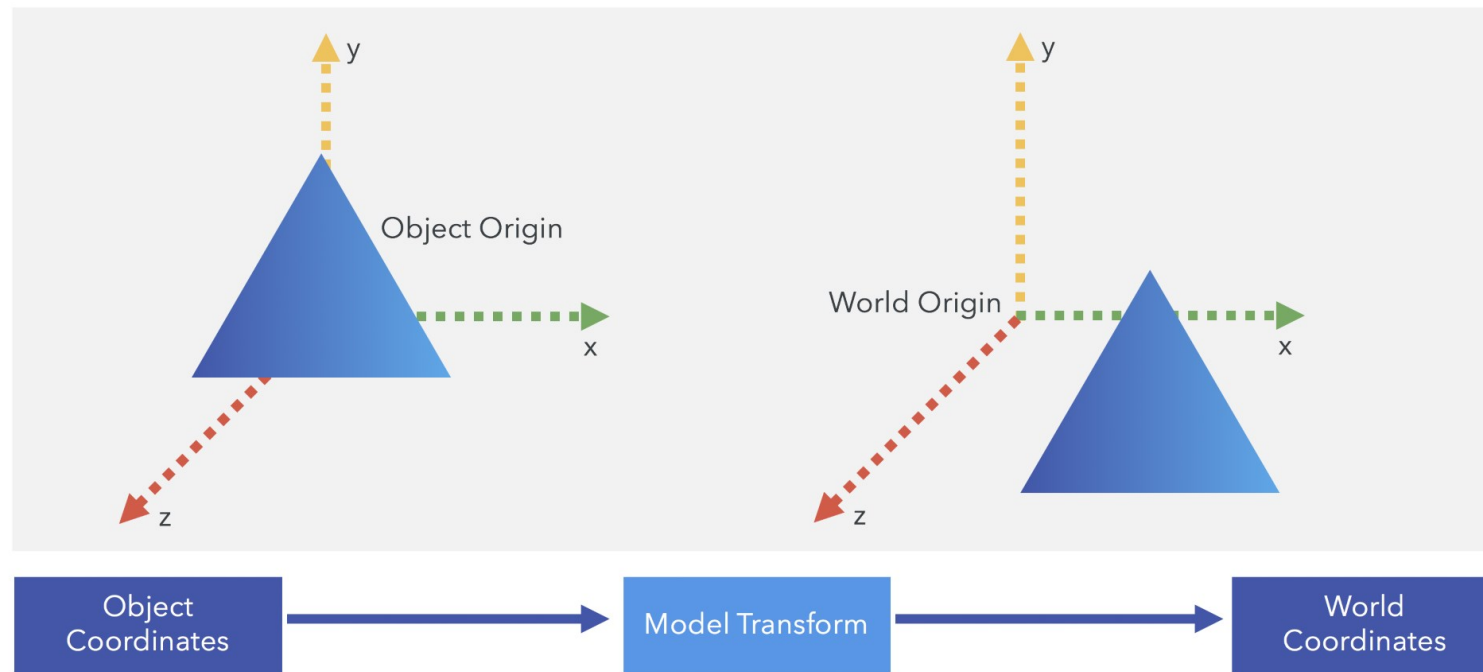 y
Object Origin
x
z
y
World Origin
x
z
Object
Coordinates
Model Transform
World
Coordinates